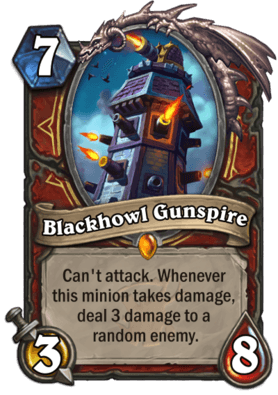 7
Blackhowl Gunspire
Can't attack. Whenever
this minion takes damage,
deal 3 damage to a
random enemy.
3
8